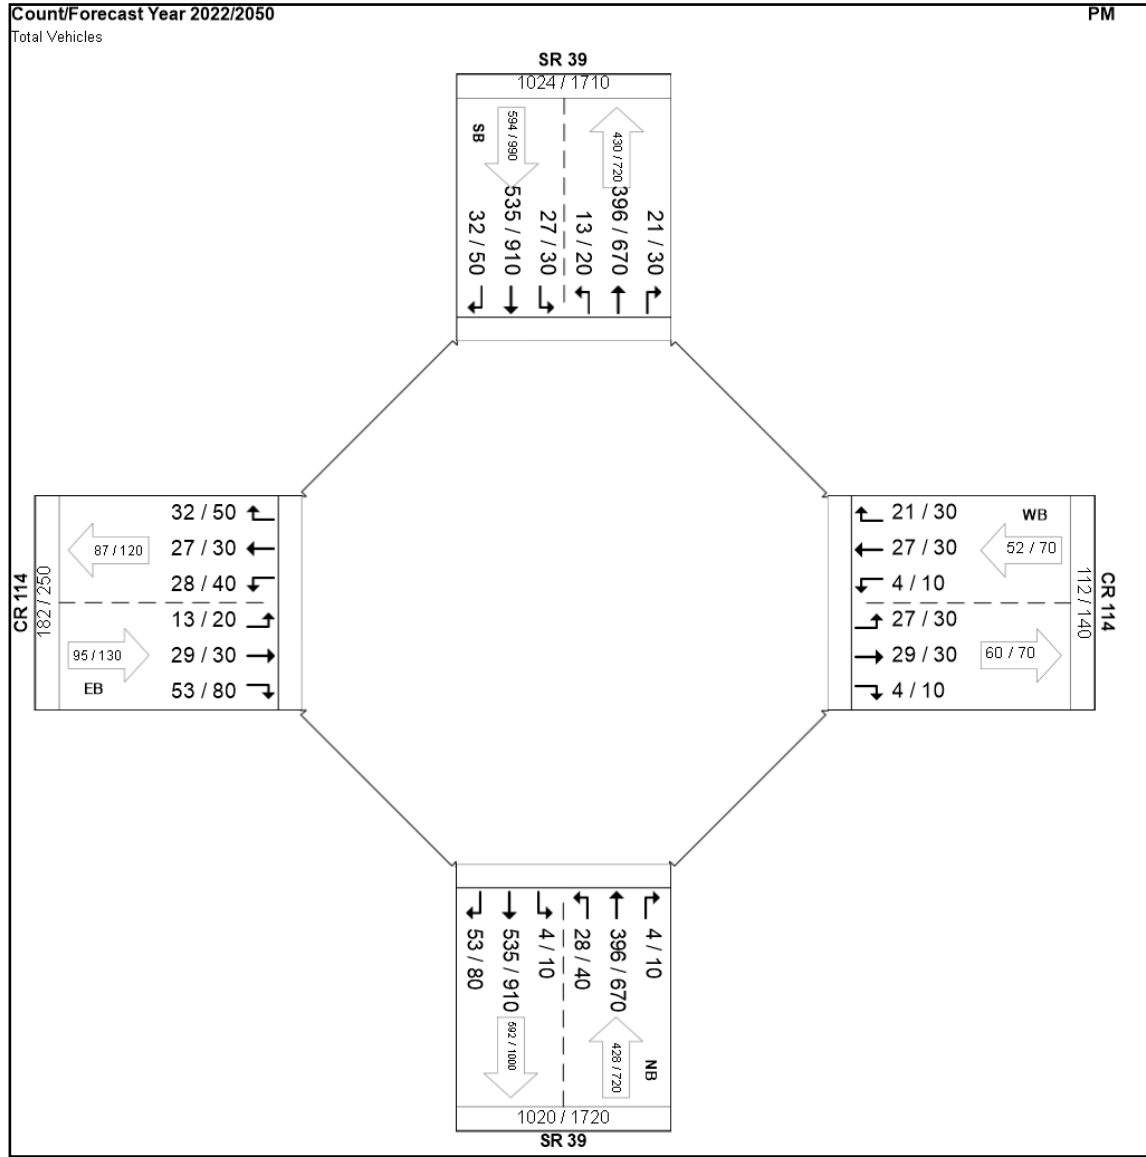 Count/Forecast Year 2022/2050
PM
Total Vehicles
SR 39
1024 / 1710
SB
594 / 990
430 / 720
32 / 50
535 / 910
27 / 30
13 / 20
396 / 670
21 / 30
CR 114
182 / 250
87 / 120
32 / 50
27 / 30
28 / 40
95 / 130
EB
13 / 20
29 / 30
53 / 80
21 / 30
WB
27 / 30
52 / 70
4 / 10
27 / 30
29 / 30
60 / 70
4 / 10
112 / 140
CR 114
53 / 80
535 / 910
4 / 10
28 / 40
396 / 670
4 / 10
592 / 1000
428 / 720
NB
1020 / 1720
SR 39